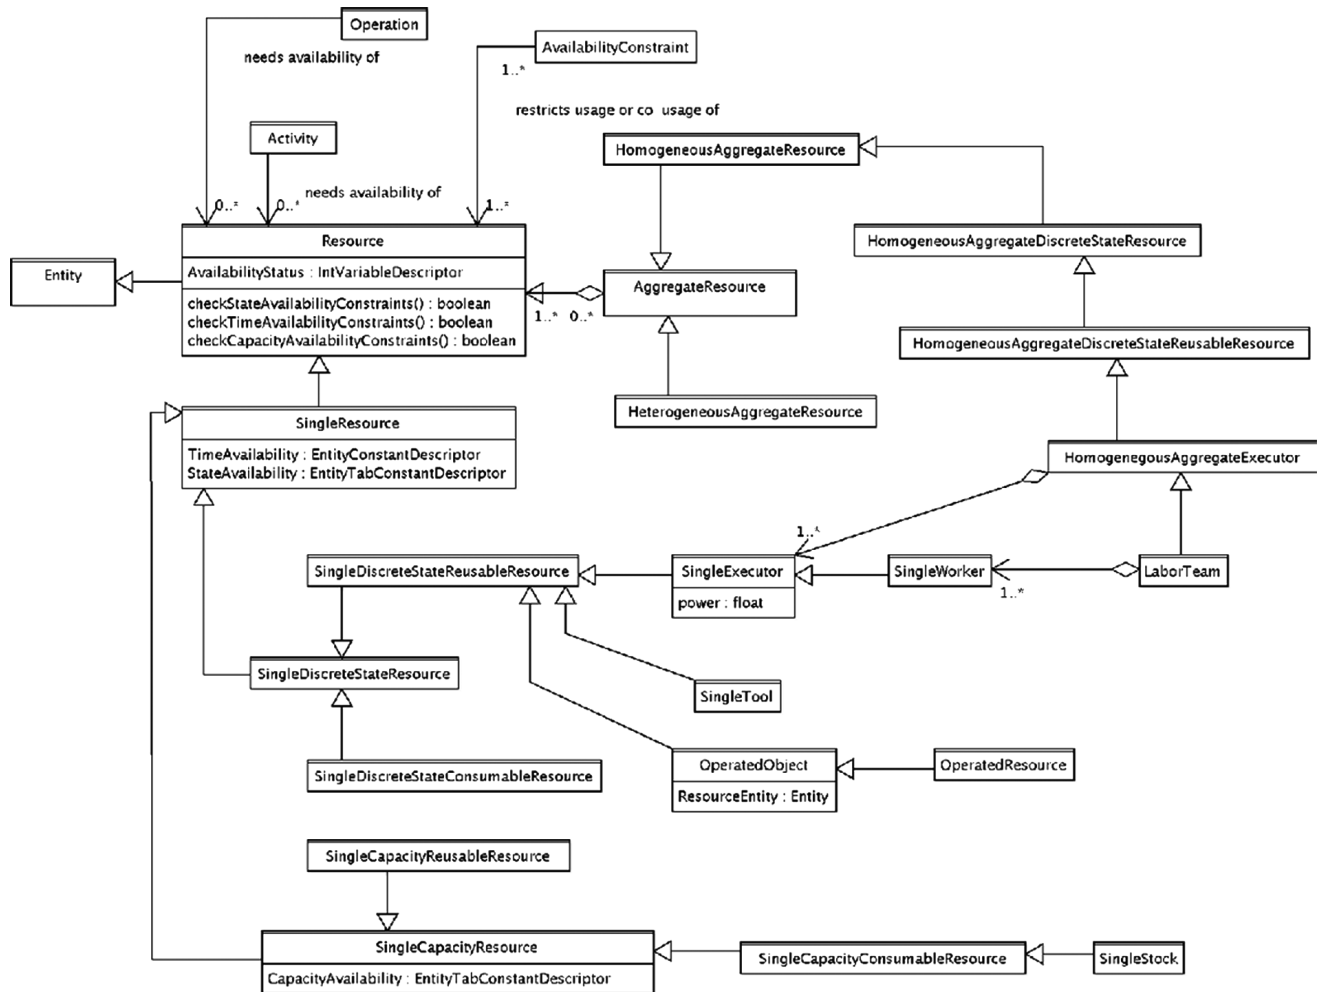 Operation
needs availability of
AvailabilityConstraint
1..*
restricts usage or co usage of
Activity
HomogeneousAggregateResource
needs availability of
0..*
0..*
1..*
Resource
AvailabilityStatus : IntVariableDescriptor
checkStateAvailabilityConstraints() : boolean
checkTimeAvailabilityConstraints() : boolean
checkCapacityAvailabilityConstraints() : boolean
HomogeneousAggregateDiscreteStateResource
Entity
AggregateResource
1..*
0..*
HomogeneousAggregateDiscreteStateReusableResource
HeterogeneousAggregateResource
SingleResource
TimeAvailability : EntityConstantDescriptor
StateAvailability : EntityTabConstantDescriptor
HomogenegousAggregateExecutor
1..*
SingleDiscreteStateReusableResource
SingleExecutor
power : float
SingleWorker
1..*
LaborTeam
SingleDiscreteStateResource
SingleTool
SingleDiscreteStateConsumableResource
OperatedObject
ResourceEntity : Entity
OperatedResource
SingleCapacityReusableResource
SingleCapacityResource
CapacityAvailability : EntityTabConstantDescriptor
SingleCapacityConsumableResource
SingleStock